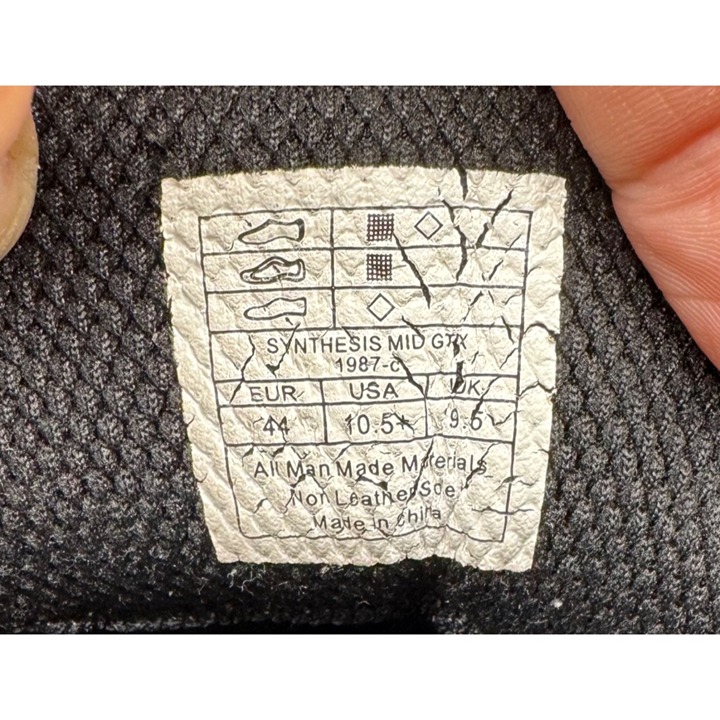 SYNTHESIS MID GTX
1987-c
EUR USA UK
44 10.5* 9.5
All Man Made Materials
Non Leather Sole
Made in China